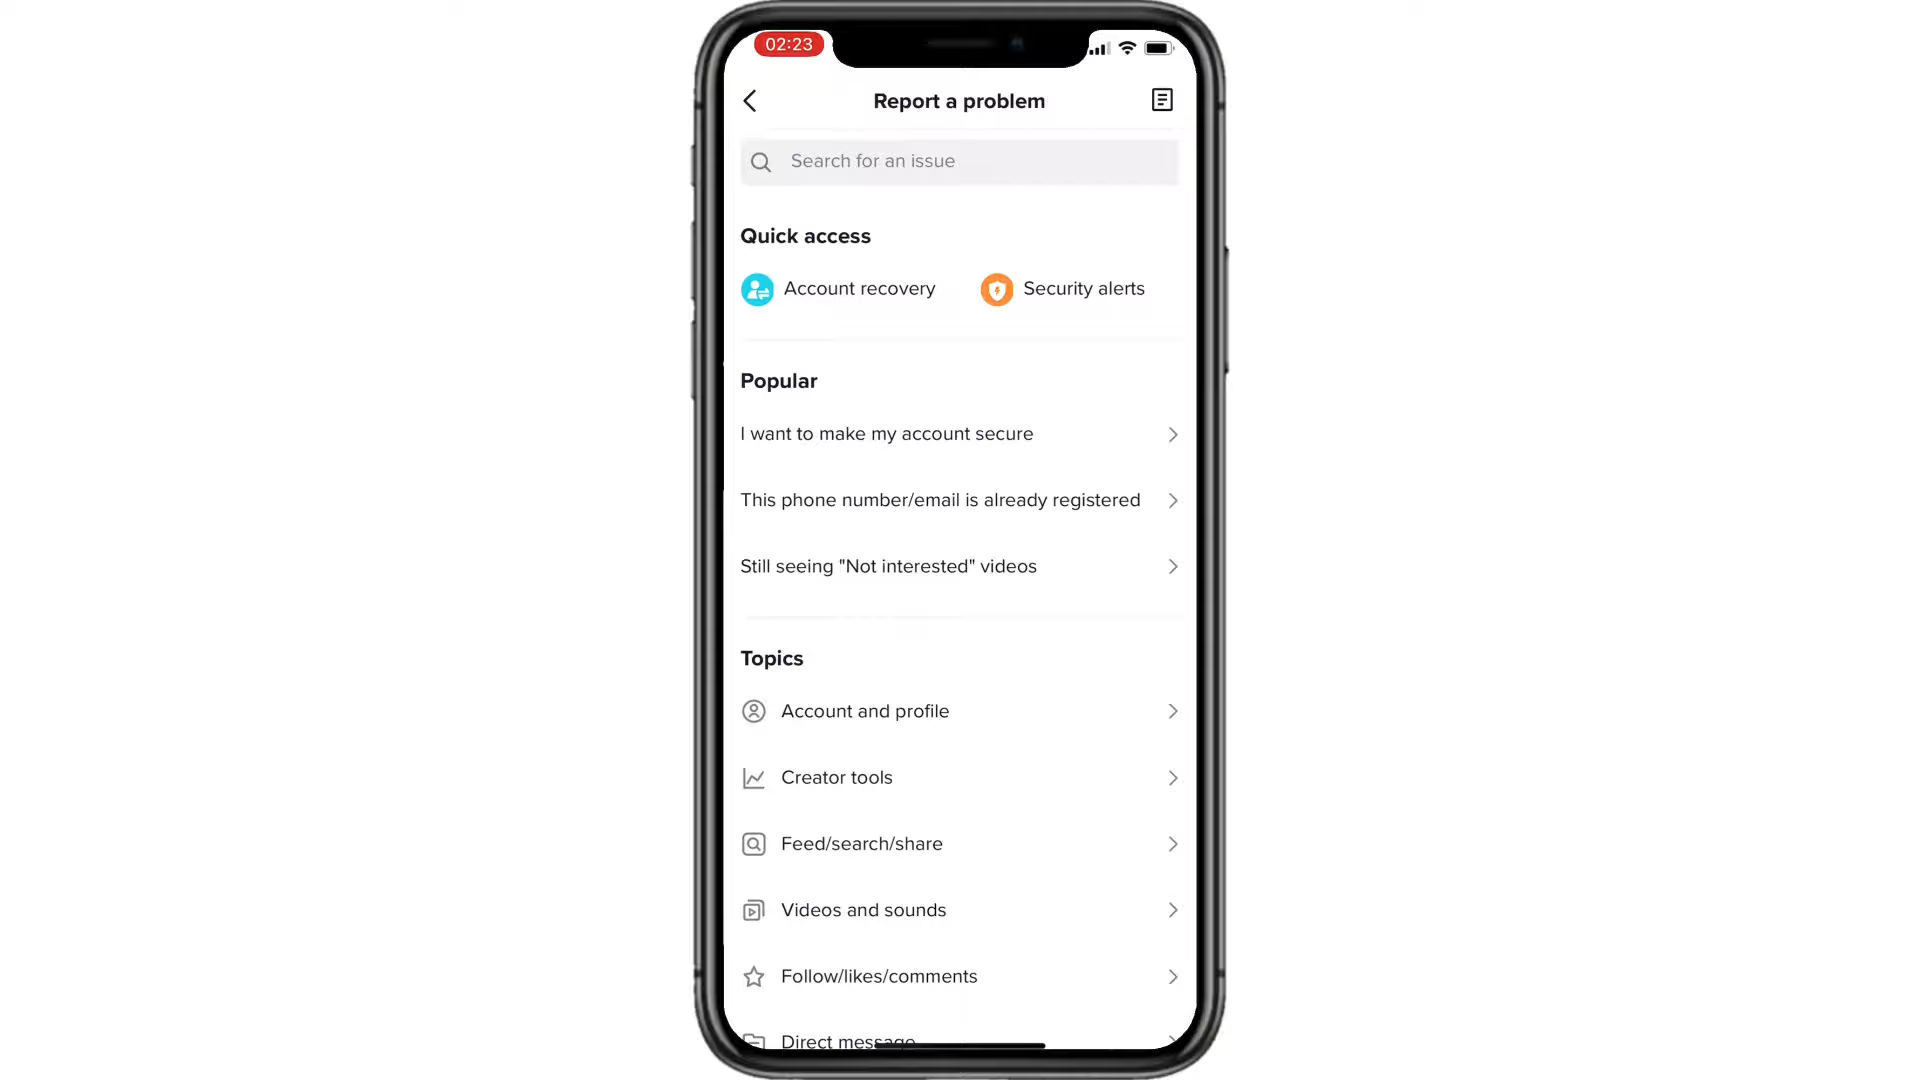 02:23
Report a problem
Search for an issue
Quick access
Account recovery
Security alerts
Popular
I want to make my account secure
This phone number/email is already registered
Still seeing "Not interested" videos
Topics
Account and profile
Creator tools
Feed/search/share
Videos and sounds
Follow/likes/comments
Direct message